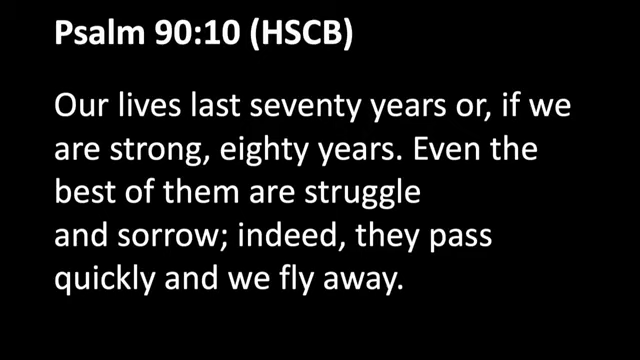 Psalm 90:10 (HSCB)
Our lives last seventy years or, if we
are strong, eighty years. Even the
best of them are struggle
and sorrow; indeed, they pass
quickly and we fly away.